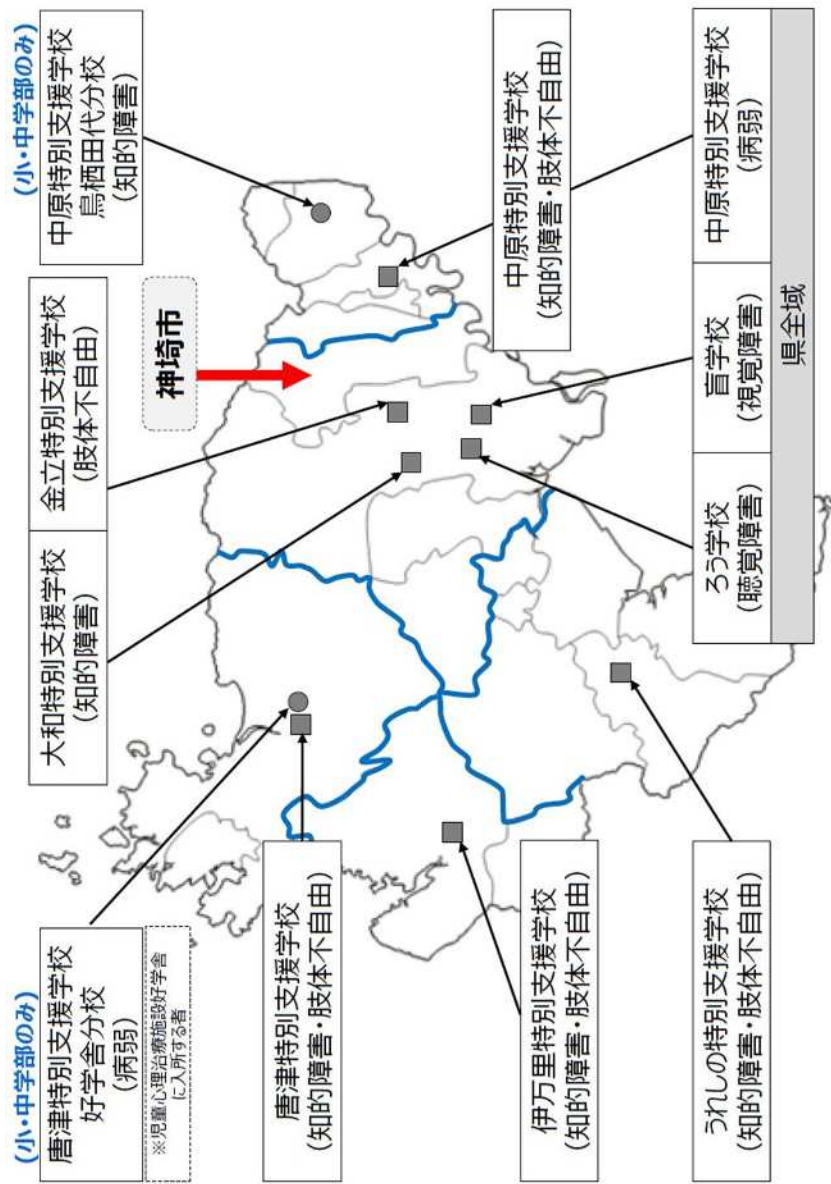 (小・中学部のみ)
唐津特別支援学校
好学舎分校
(病弱)
※児童心理治療施設好学舎
に入所する者
大和特別支援学校
(知的障害)
金立特別支援学校
(肢体不自由)
神埼市
(小・中学部のみ)
中原特別支援学校
鳥栖田代分校
(知的障害)
唐津特別支援学校
(知的障害・肢体不自由)
伊万里特別支援学校
(知的障害・肢体不自由)
うれしの特別支援学校
(知的障害・肢体不自由)
中原特別支援学校
(知的障害・肢体不自由)
ろう学校
(聴覚障害)
盲学校
(視覚障害)
中原特別支援学校
(病弱)
県全域